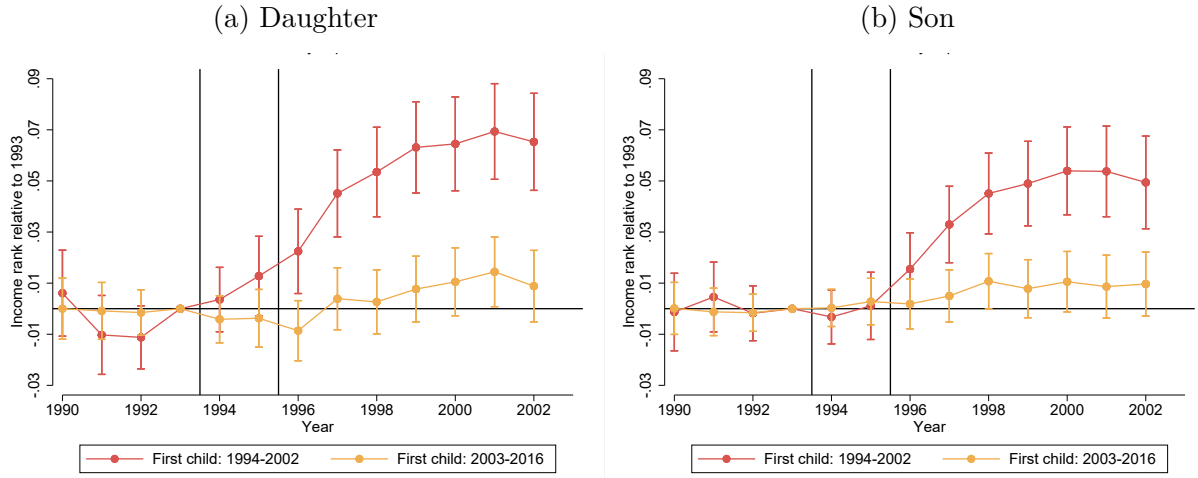 (a) Daughter
(b) Son
Income rank relative to 1993
.09
.07
.05
.03
.01
-.01
-.03
1990
1992
1994
1996
1998
2000
2002
Year
First child: 1994-2002
First child: 2003-2016
Income rank relative to 1993
.09
.07
.05
.03
.01
-.01
-.03
1990
1992
1994
1996
1998
2000
2002
Year
First child: 1994-2002
First child: 2003-2016